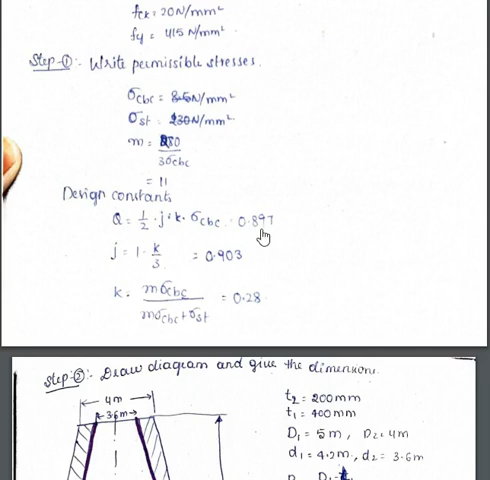 fck = 20N/mm²
fy = 415 N/mm²
Step-①:- Write permissible stresses.
σcbc = N/mm²
σst = 230N/mm²
m = 280
3σcbc
= 11
Design constants
Q = 1/2 · j · k · σcbc = 0.897
j = 1 - k/3 = 0.903
k = mσcbc / mσcbc + σst = 0.28
Step-②:- Draw diagram and give the dimensions.
4m
3.6m
t₂ = 200mm
t₁ = 400mm
D₁ = 5m, D₂ = 4m
d₁ = 4.2m, d₂ = 3.6m